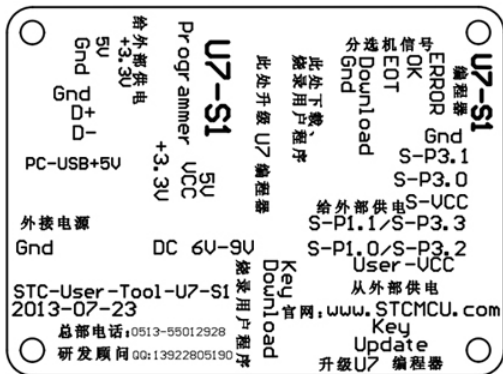 给外部供电
+3.3V
5V
Gnd
Gnd
D+
D-
PC-USB+5V
外接电源
Gnd
DC 6V-9V
U7-S1
Programmer
VCC
5V
+3.3V
此处升级U7编程器
此处下载、
烧录用户程序
分选机信号
Gnd
Download
EOT
OK
ERROR
编程器
U7-S1
Gnd
S-P3.1
S-P3.0
S-VCC
给外部供电
S-P1.1/S-P3.3
S-P1.0/S-P3.2
User-VCC
从外部供电
STC-User-Tool-U7-S1
2013-07-23
总部电话:0513-55012928
研发顾问QQ:13922805190
Key
Download
烧录用户程序
官网:www.STCMCU.com
Key
Update
升级U7 编程器